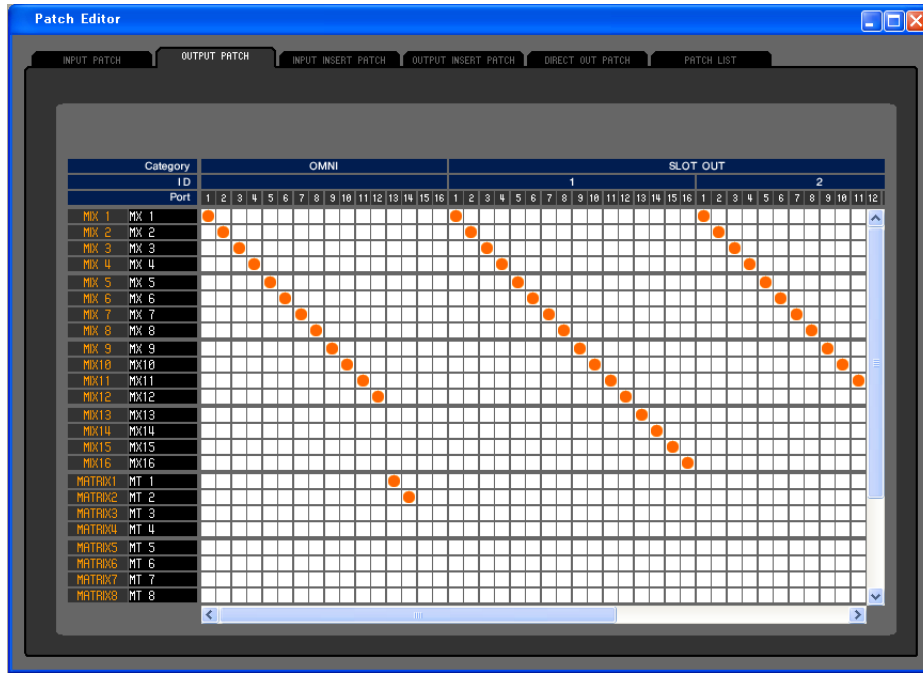 Patch Editor
INPUT PATCH OUTPUT PATCH INPUT INSERT PATCH OUTPUT INSERT PATCH DIRECT OUT PATCH PATCH LIST
Category OMNI SLOT OUT
ID 1 2
Port 1 2 3 4 5 6 7 8 9 10 11 12 13 14 15 16 1 2 3 4 5 6 7 8 9 10 11 12 13 14 15 16 1 2 3 4 5 6 7 8 9 10 11 12
MIX 1 MX 1
MIX 2 MX 2
MIX 3 MX 3
MIX 4 MX 4
MIX 5 MX 5
MIX 6 MX 6
MIX 7 MX 7
MIX 8 MX 8
MIX 9 MX 9
MIX10 MX10
MIX11 MX11
MIX12 MX12
MIX13 MX13
MIX14 MX14
MIX15 MX15
MIX16 MX16
MATRIX1 MT 1
MATRIX2 MT 2
MATRIX3 MT 3
MATRIX4 MT 4
MATRIX5 MT 5
MATRIX6 MT 6
MATRIX7 MT 7
MATRIX8 MT 8